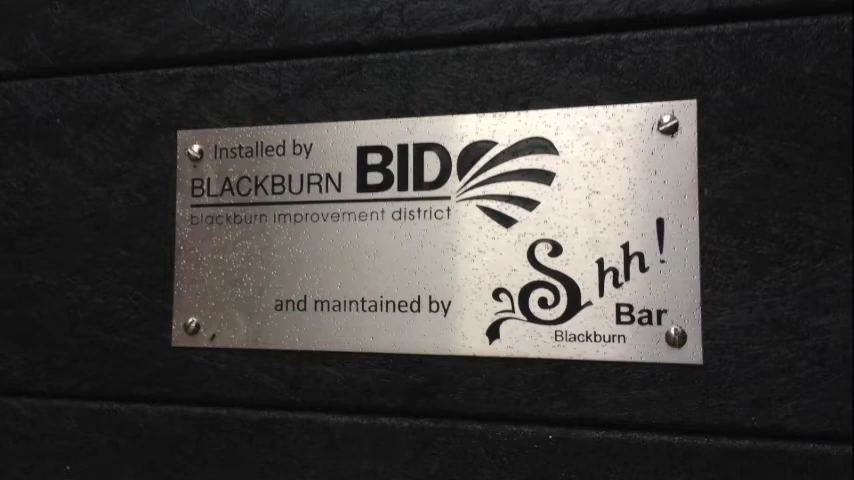 Installed by
BLACKBURN BID
blackburn improvement district
and maintained by
Shh!
Bar
Blackburn